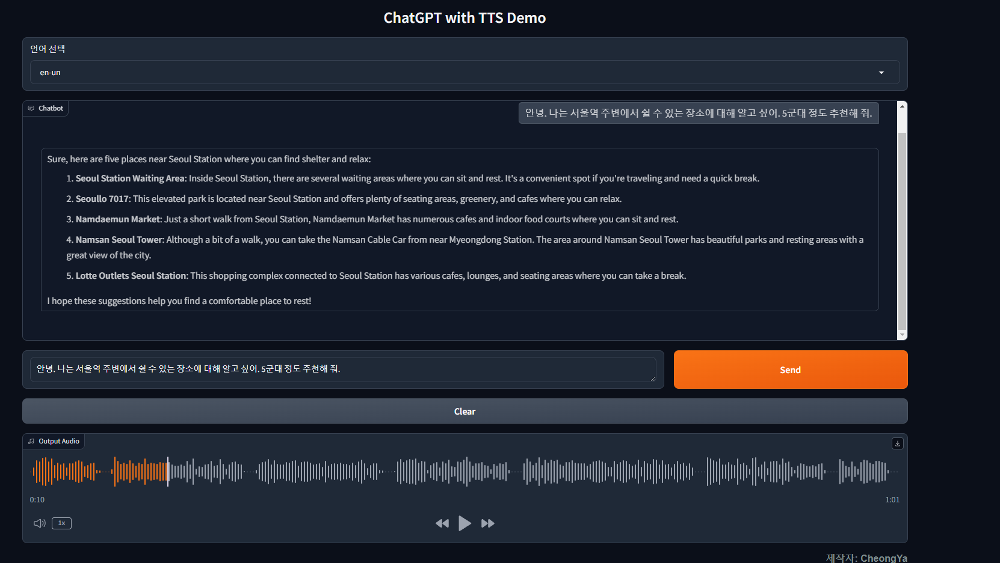 ChatGPT with TTS Demo
언어 선택
en-un
Chatbot
안녕. 나는 서울역 주변에서 쉴 수 있는 장소에 대해 알고 싶어. 5군대 정도 추천해 줘.
Sure, here are five places near Seoul Station where you can find shelter and relax:
1. Seoul Station Waiting Area: Inside Seoul Station, there are several waiting areas where you can sit and rest. It's a convenient spot if you're traveling and need a quick break.
2. Seoullo 7017: This elevated park is located near Seoul Station and offers plenty of seating areas, greenery, and cafes where you can relax.
3. Namdaemun Market: Just a short walk from Seoul Station, Namdaemun Market has numerous cafes and indoor food courts where you can sit and rest.
4. Namsan Seoul Tower: Although a bit of a walk, you can take the Namsan Cable Car from near Myeongdong Station. The area around Namsan Seoul Tower has beautiful parks and resting areas with a
great view of the city.
5. Lotte Outlets Seoul Station: This shopping complex connected to Seoul Station has various cafes, lounges, and seating areas where you can take a break.
I hope these suggestions help you find a comfortable place to rest!
안녕. 나는 서울역 주변에서 쉴 수 있는 장소에 대해 알고 싶어. 5군대 정도 추천해 줘.
Send
Clear
Output Audio
0:10
1:01
1x
제작자: CheongYa